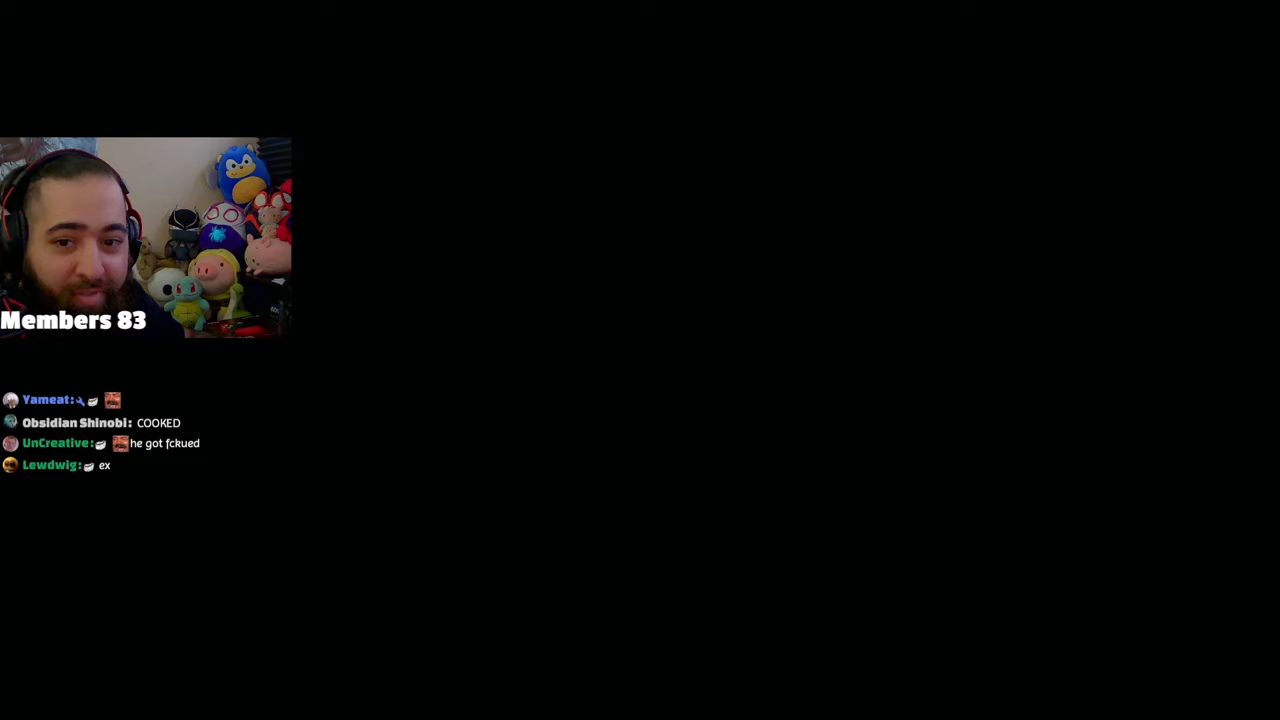 Members 83
Yameat:
Obsidian Shinobi: COOKED
UnCreative: he got fckued
Lewdwig: ex